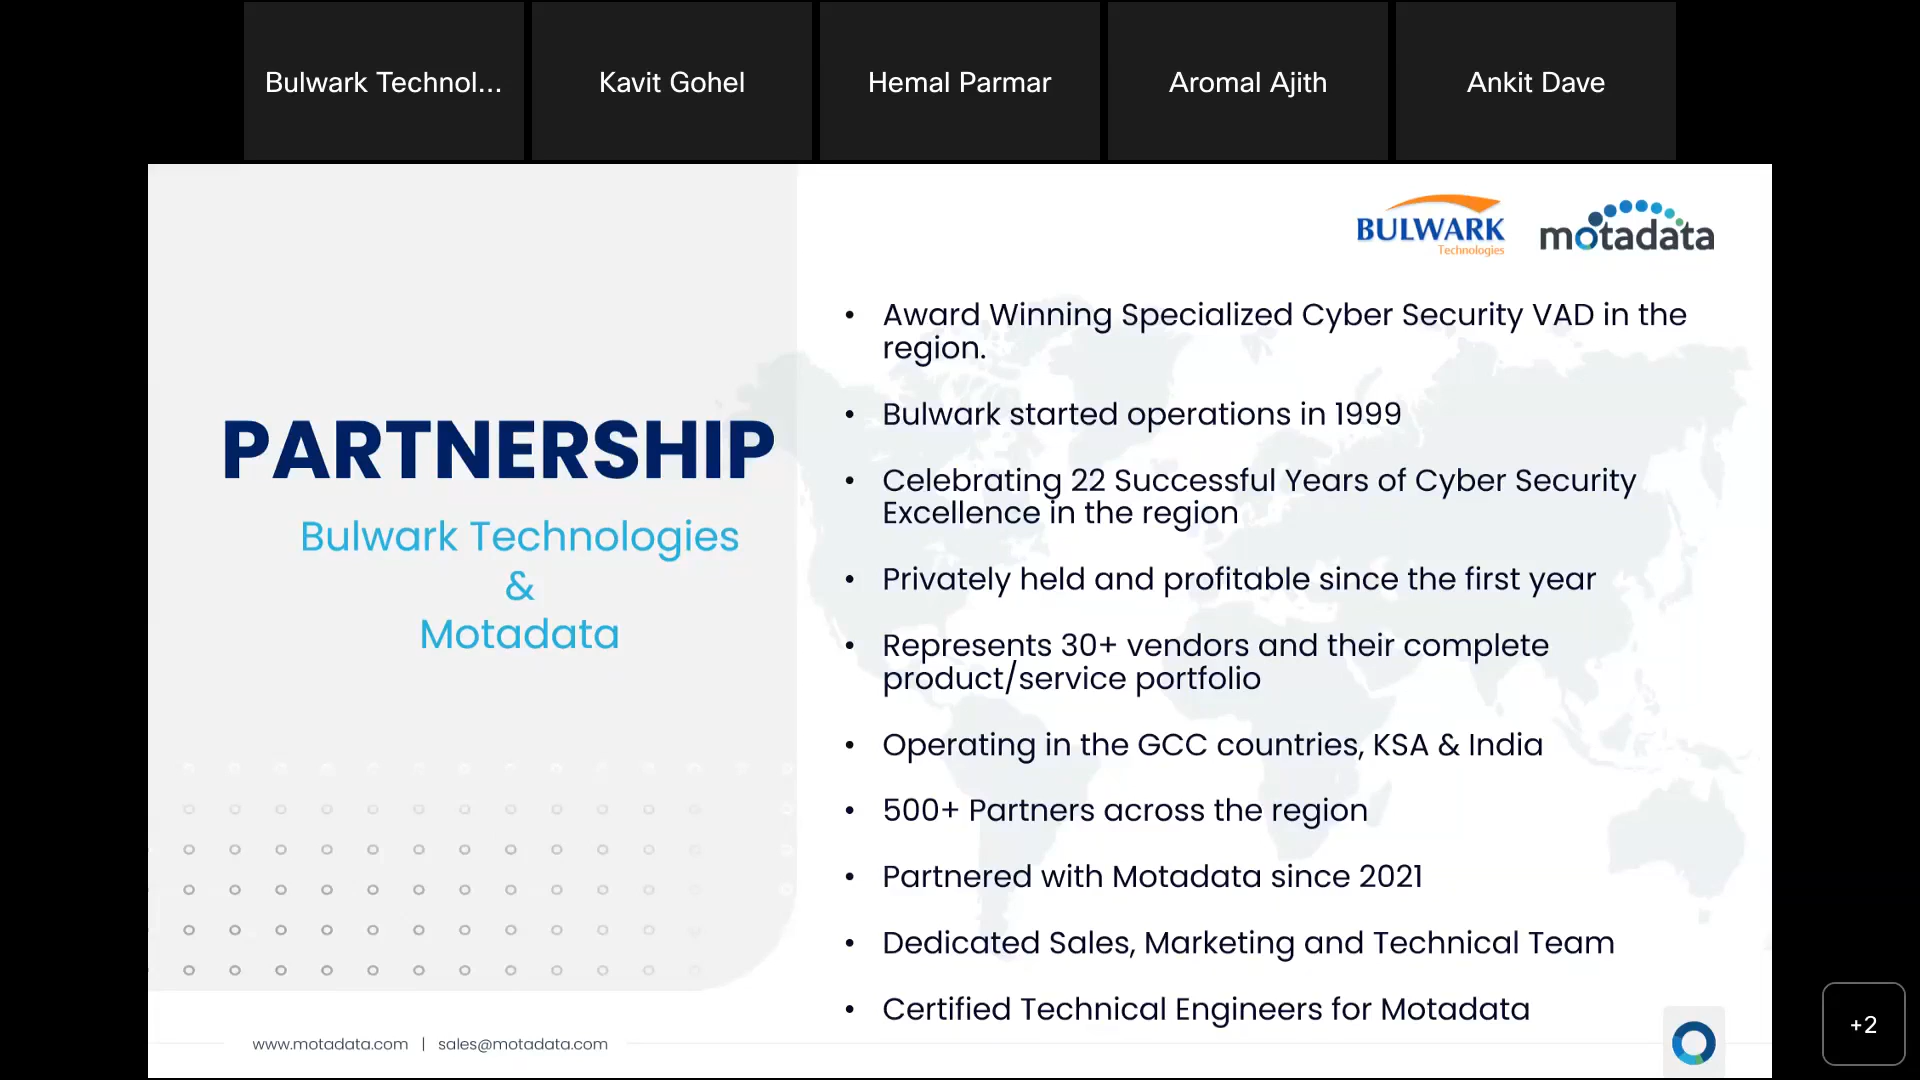 Bulwark Technol...
Kavit Gohel
Hemal Parmar
Aromal Ajith
Ankit Dave
BULWARK
Technologies
motadata
PARTNERSHIP
Bulwark Technologies
&
Motadata
• Award Winning Specialized Cyber Security VAD in the
region.
• Bulwark started operations in 1999
• Celebrating 22 Successful Years of Cyber Security
Excellence in the region
• Privately held and profitable since the first year
• Represents 30+ vendors and their complete
product/service portfolio
• Operating in the GCC countries, KSA & India
• 500+ Partners across the region
• Partnered with Motadata since 2021
• Dedicated Sales, Marketing and Technical Team
• Certified Technical Engineers for Motadata
www.motadata.com | sales@motadata.com
+2